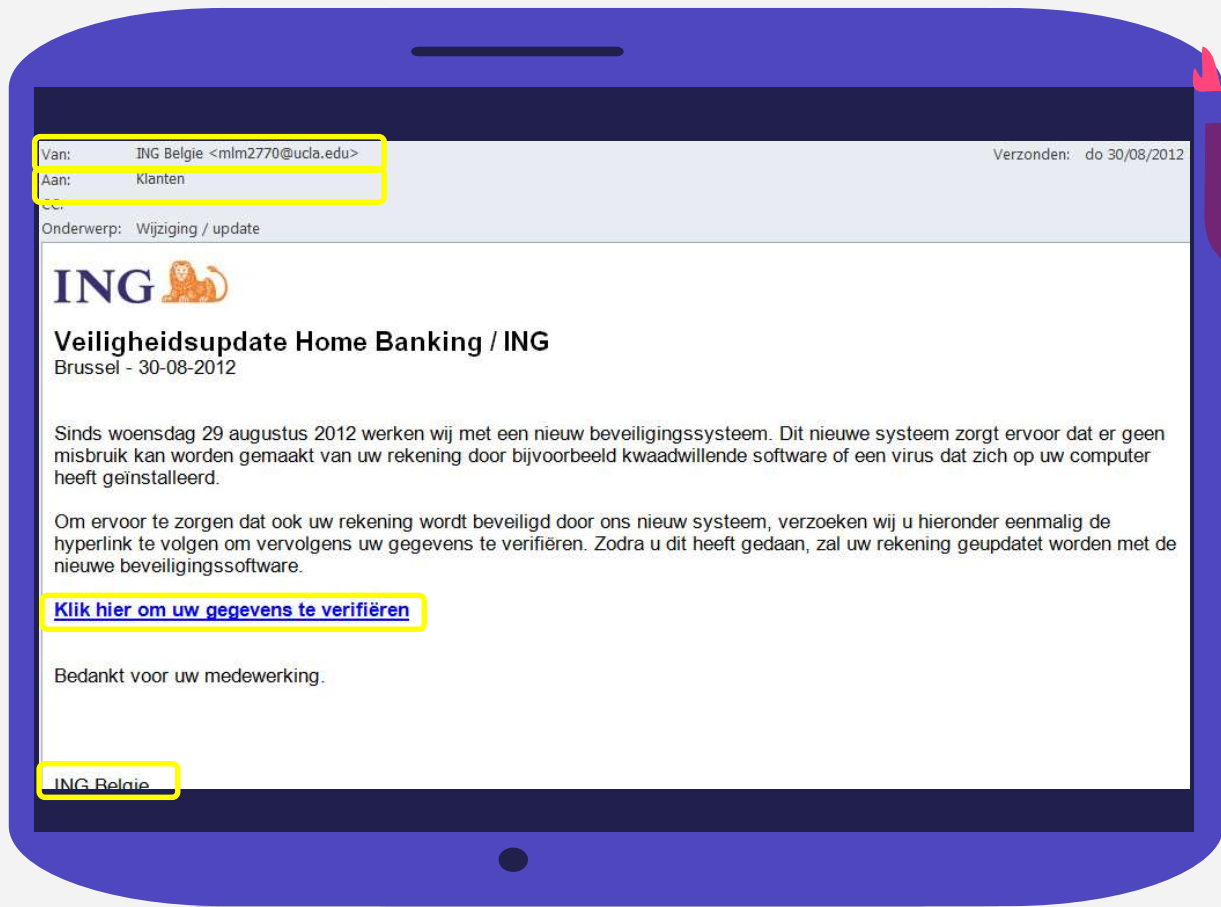 Van: ING Belgie <mlm2770@ucla.edu> Verzonden: do 30/08/2012
Aan: Klanten
CC:
Onderwerp: Wijziging / update
ING
Veiligheidsupdate Home Banking / ING
Brussel - 30-08-2012
Sinds woensdag 29 augustus 2012 werken wij met een nieuw beveiligingssysteem. Dit nieuwe systeem zorgt ervoor dat er geen
misbruik kan worden gemaakt van uw rekening door bijvoorbeeld kwaadwillende software of een virus dat zich op uw computer
heeft geïnstalleerd.
Om ervoor te zorgen dat ook uw rekening wordt beveiligd door ons nieuw systeem, verzoeken wij u hieronder eenmalig de
hyperlink te volgen om vervolgens uw gegevens te verifiëren. Zodra u dit heeft gedaan, zal uw rekening geupdatet worden met de
nieuwe beveiligingssoftware.
Klik hier om uw gegevens te verifiëren
Bedankt voor uw medewerking.
ING Belgie